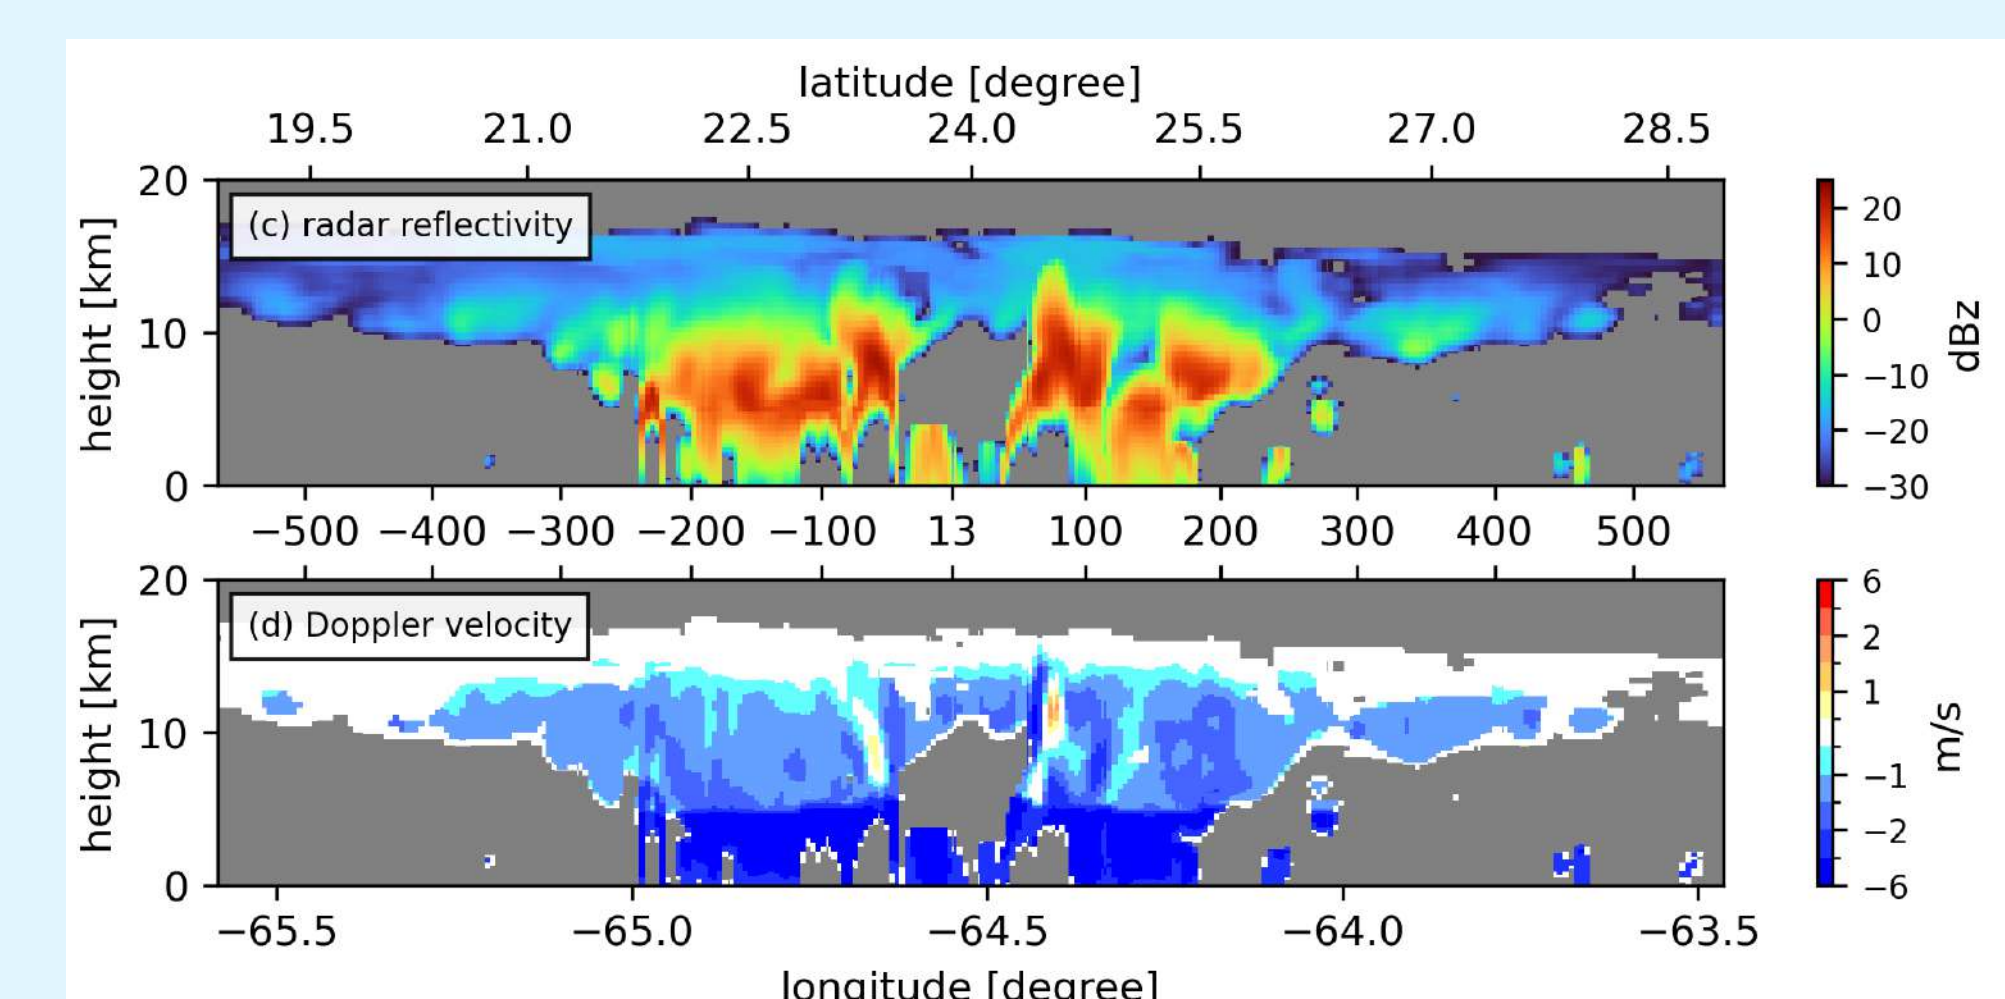 latitude [degree]
19.5 21.0 22.5 24.0 25.5 27.0 28.5
20
(c) radar reflectivity
height [km]
10
0
20
10
0
−10
−20
−30
dBz
−500 −400 −300 −200 −100 13 100 200 300 400 500
20
(d) Doppler velocity
height [km]
10
0
6
2
1
−1
−2
−6
m/s
−65.5 −65.0 −64.5 −64.0 −63.5
longitude [degree]